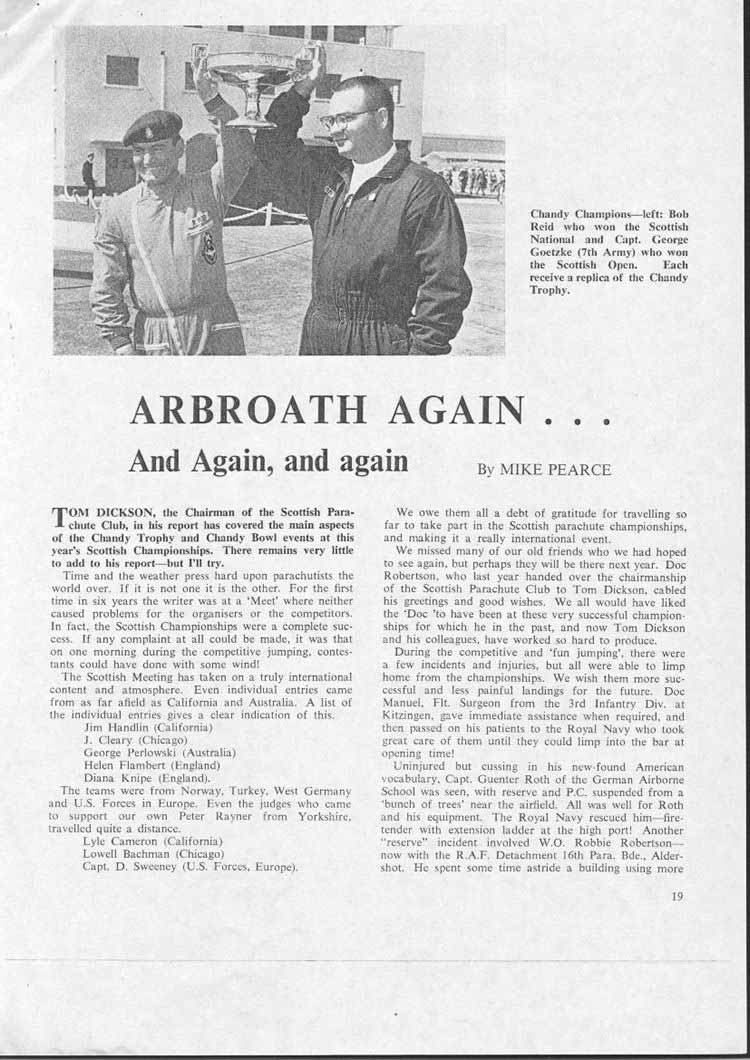 Chandy Champions—left: Bob
Reid who won the Scottish
National and Capt. George
Goetzke (7th Army) who won
the Scottish Open. Each
receive a replica of the Chandy
Trophy.
ARBROATH AGAIN . . .
And Again, and again
By MIKE PEARCE
TOM DICKSON, the Chairman of the Scottish Para-
chute Club, in his report has covered the main aspects
of the Chandy Trophy and Chandy Bowl events at this
year's Scottish Championships. There remains very little
to add to his report—but I'll try.
Time and the weather press hard upon parachutists the
world over. If it is not one it is the other. For the first
time in six years the writer was at a 'Meet' where neither
caused problems for the organisers or the competitors.
In fact, the Scottish Championships were a complete suc-
cess. If any complaint at all could be made, it was that
on one morning during the competitive jumping, contes-
tants could have done with some wind!
The Scottish Meeting has taken on a truly international
content and atmosphere. Even individual entries came
from as far afield as California and Australia. A list of
the individual entries gives a clear indication of this.
Jim Handlin (California)
J. Cleary (Chicago)
George Perlowski (Australia)
Helen Flambert (England)
Diana Knipe (England).
The teams were from Norway, Turkey, West Germany
and U.S. Forces in Europe. Even the judges who came
to support our own Peter Rayner from Yorkshire,
travelled quite a distance.
Lyle Cameron (California)
Lowell Bachman (Chicago)
Capt. D. Sweeney (U.S. Forces, Europe).
We owe them all a debt of gratitude for travelling so
far to take part in the Scottish parachute championships,
and making it a really international event.
We missed many of our old friends who we had hoped
to see again, but perhaps they will be there next year. Doc
Robertson, who last year handed over the chairmanship
of the Scottish Parachute Club to Tom Dickson, cabled
his greetings and good wishes. We all would have liked
the 'Doc 'to have been at these very successful champion-
ships for which he in the past, and now Tom Dickson
and his colleagues, have worked so hard to produce.
During the competitive and 'fun jumping', there were
a few incidents and injuries, but all were able to limp
home from the championships. We wish them more suc-
cessful and less painful landings for the future. Doc
Manuel, Flt. Surgeon from the 3rd Infantry Div. at
Kitzingen, gave immediate assistance when required, and
then passed on his patients to the Royal Navy who took
great care of them until they could limp into the bar at
opening time!
Uninjured but cussing in his new-found American
vocabulary, Capt. Guenter Roth of the German Airborne
School was seen, with reserve and P.C. suspended from a
'bunch of trees' near the airfield. All was well for Roth
and his equipment. The Royal Navy rescued him—fire-
tender with extension ladder at the high port! Another
"reserve" incident involved W.O. Robbie Robertson—
now with the R.A.F. Detachment 16th Para. Bde., Alder-
shot. He spent some time astride a building using more
19